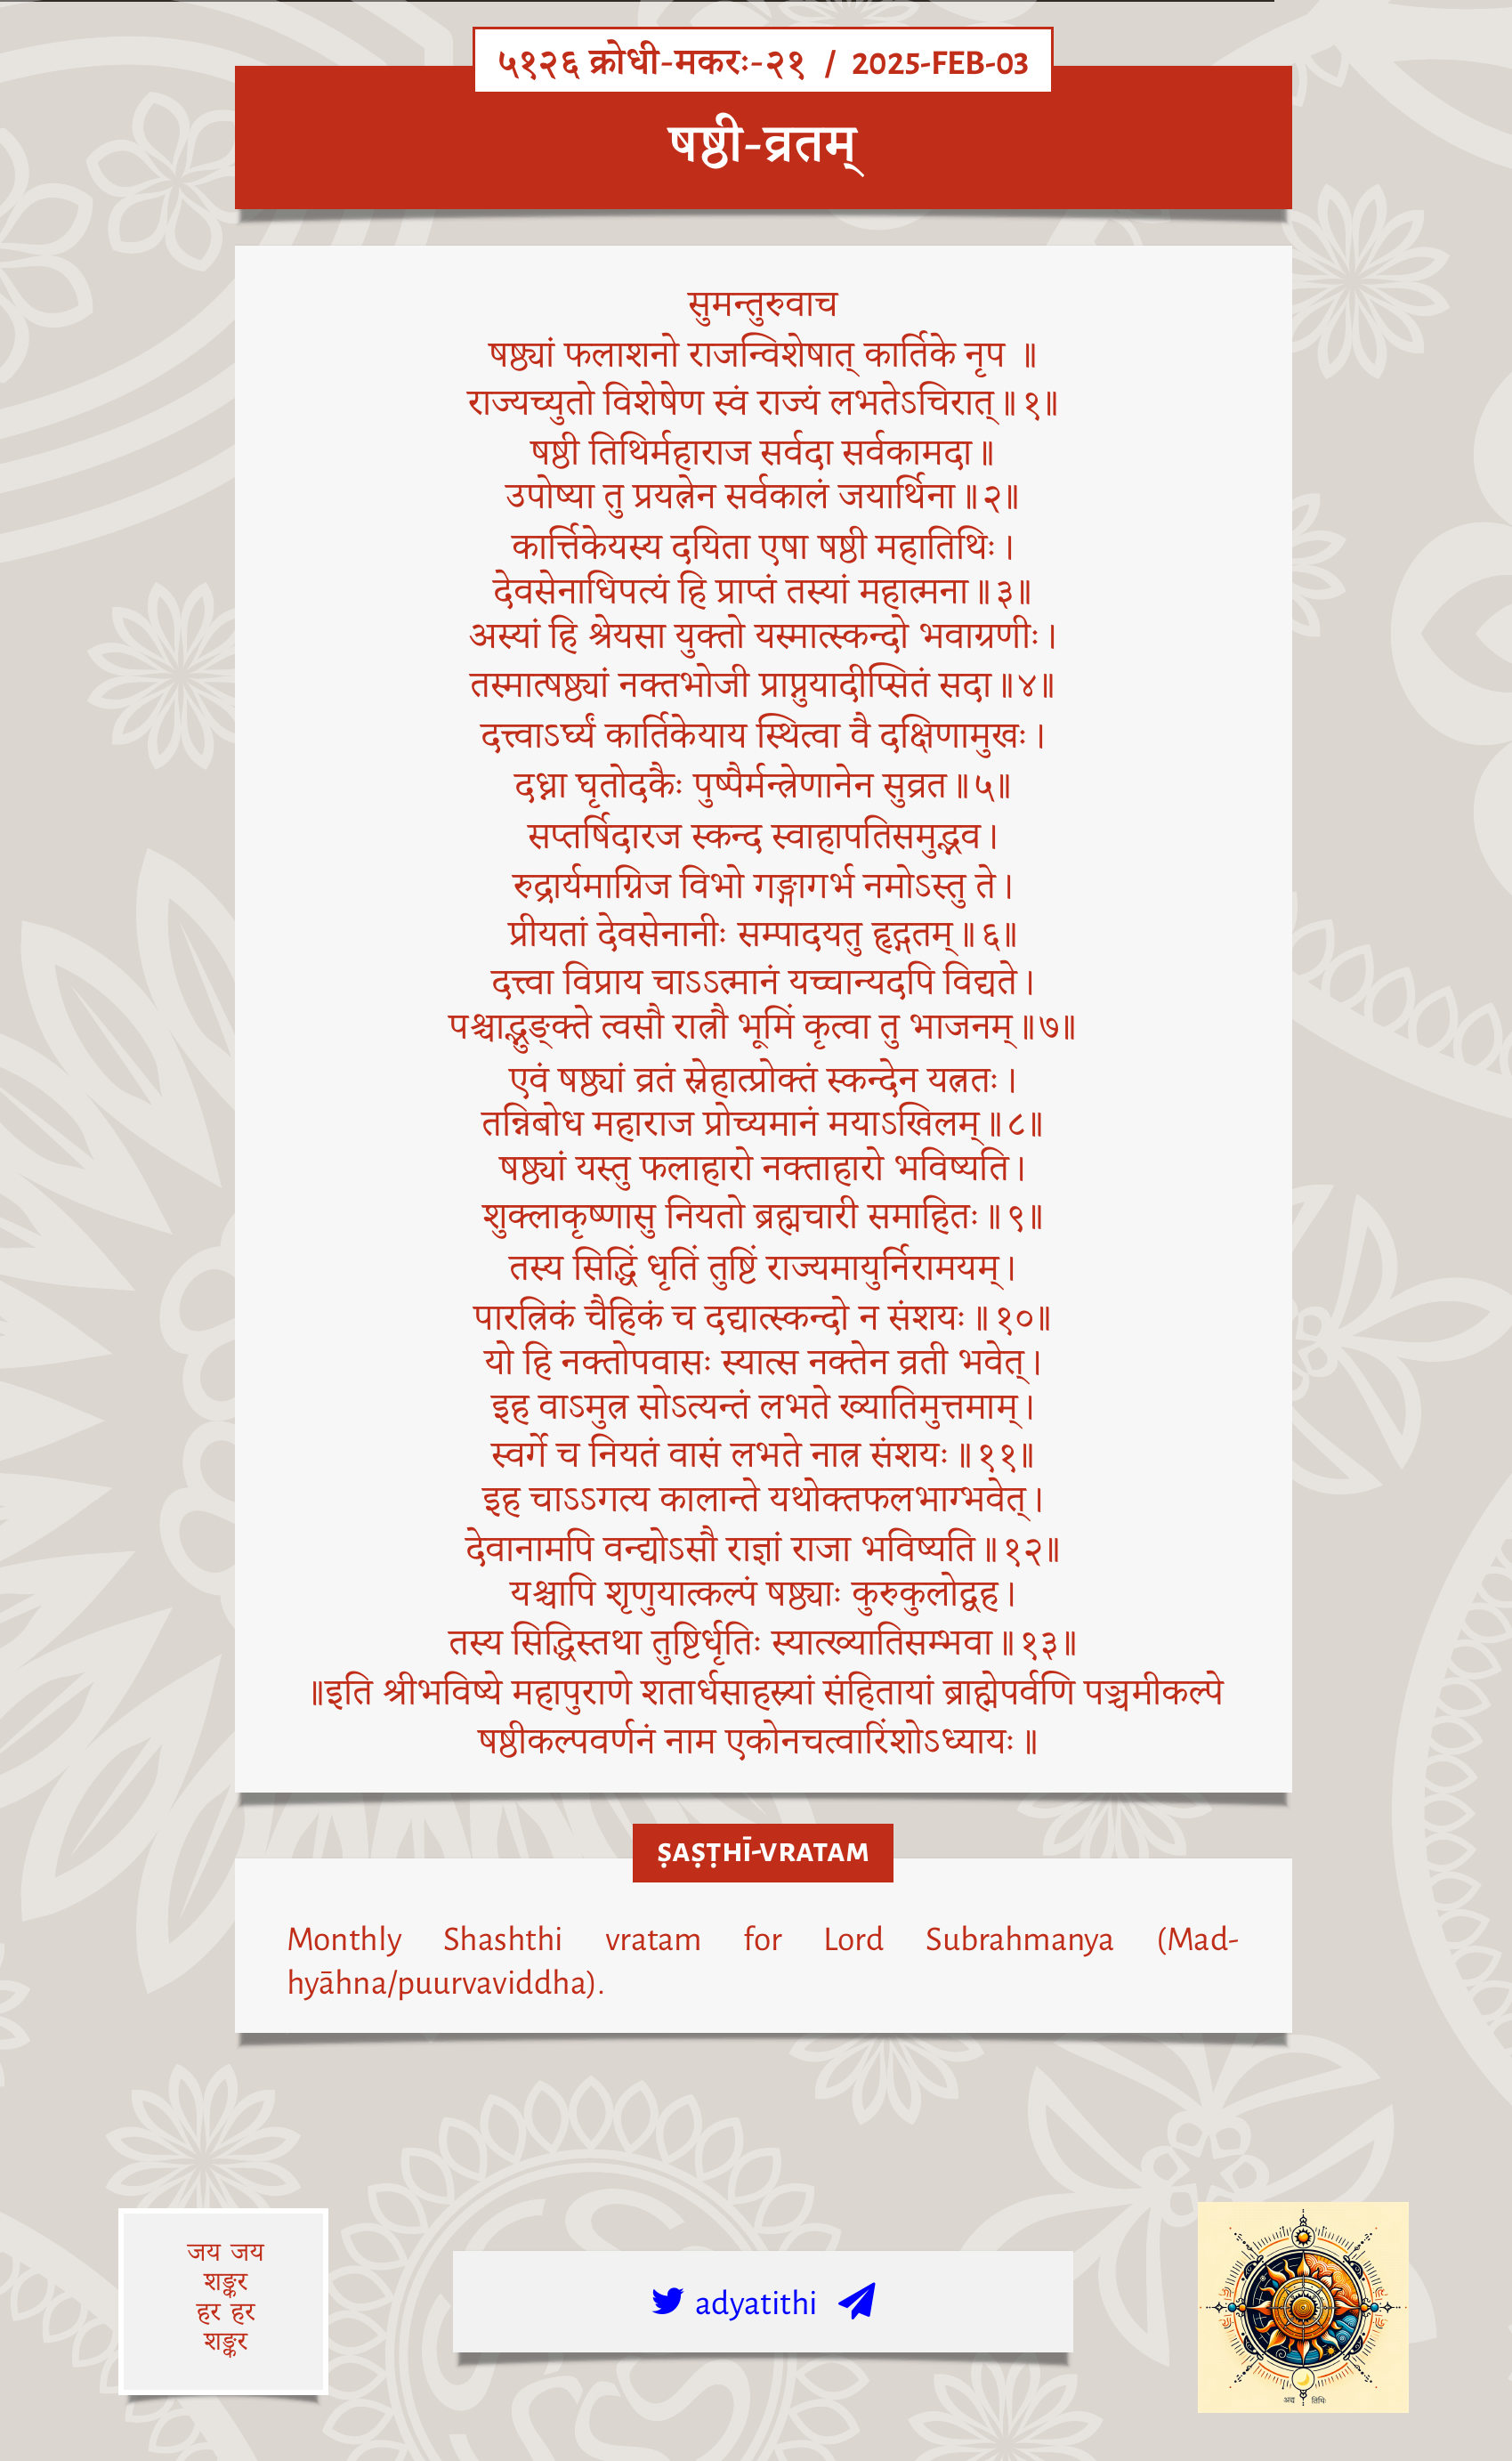 ५१२६ क्रोधी-मकरः-२१ / 2025-FEB-03
षष्ठी-व्रतम्
सुमन्तुरुवाच
षष्ठ्यां फलाशनो राजन्विशेषात् कार्तिके नृप ॥
राज्यच्युतो विशेषेण स्वं राज्यं लभतेऽचिरात्॥१॥
षष्ठी तिथिर्महाराज सर्वदा सर्वकामदा॥
उपोष्या तु प्रयत्नेन सर्वकालं जयार्थिना॥२॥
कार्त्तिकेयस्य दयिता एषा षष्ठी महातिथिः।
देवसेनाधिपत्यं हि प्राप्तं तस्यां महात्मना॥३॥
अस्यां हि श्रेयसा युक्तो यस्मात्स्कन्दो भवाग्रणीः।
तस्मात्षष्ठ्यां नक्तभोजी प्राप्नुयादीप्सितं सदा॥४॥
दत्त्वाऽर्घ्यं कार्तिकेयाय स्थित्वा वै दक्षिणामुखः।
दध्ना घृतोदकैः पुष्पैर्मन्त्रेणानेन सुव्रत॥५॥
सप्तर्षिदारज स्कन्द स्वाहापतिसमुद्भव।
रुद्रार्यमाग्निज विभो गङ्गागर्भ नमोऽस्तु ते।
प्रीयतां देवसेनानीः सम्पादयतु हृद्गतम्॥६॥
दत्त्वा विप्राय चाऽऽत्मानं यच्चान्यदपि विद्यते।
पश्चाद्भुङ्क्ते त्वसौ रात्रौ भूमिं कृत्वा तु भाजनम्॥७॥
एवं षष्ठ्यां व्रतं स्नेहात्प्रोक्तं स्कन्देन यत्नतः।
तन्निबोध महाराज प्रोच्यमानं मयाऽखिलम्॥८॥
षष्ठ्यां यस्तु फलाहारो नक्ताहारो भविष्यति।
शुक्लाकृष्णासु नियतो ब्रह्मचारी समाहितः॥९॥
तस्य सिद्धिं धृतिं तुष्टिं राज्यमायुर्निरामयम्।
पारत्रिकं चैहिकं च दद्यात्स्कन्दो न संशयः॥१०॥
यो हि नक्तोपवासः स्यात्स नक्तेन व्रती भवेत्।
इह वाऽमुत्र सोऽत्यन्तं लभते ख्यातिमुत्तमाम्।
स्वर्गे च नियतं वासं लभते नात्र संशयः॥११॥
इह चाऽऽगत्य कालान्ते यथोक्तफलभाग्भवेत्।
देवानामपि वन्द्योऽसौ राज्ञां राजा भविष्यति॥१२॥
यश्चापि शृणुयात्कल्पं षष्ठ्याः कुरुकुलोद्वह।
तस्य सिद्धिस्तथा तुष्टिर्धृतिः स्यात्ख्यातिसम्भवा॥१३॥
॥इति श्रीभविष्ये महापुराणे शतार्धसाहस्र्यां संहितायां ब्राह्मेपर्वणि पञ्चमीकल्पे
षष्ठीकल्पवर्णनं नाम एकोनचत्वारिंशोऽध्यायः॥
ṢAṢṬHĪ-VRATAM
Monthly Shashthi vratam for Lord Subrahmanya (Mad-
hyāhna/puurvaviddha).
जय जय
शङ्कर
हर हर
शङ्कर
adyatithi
अद्य तिथिः